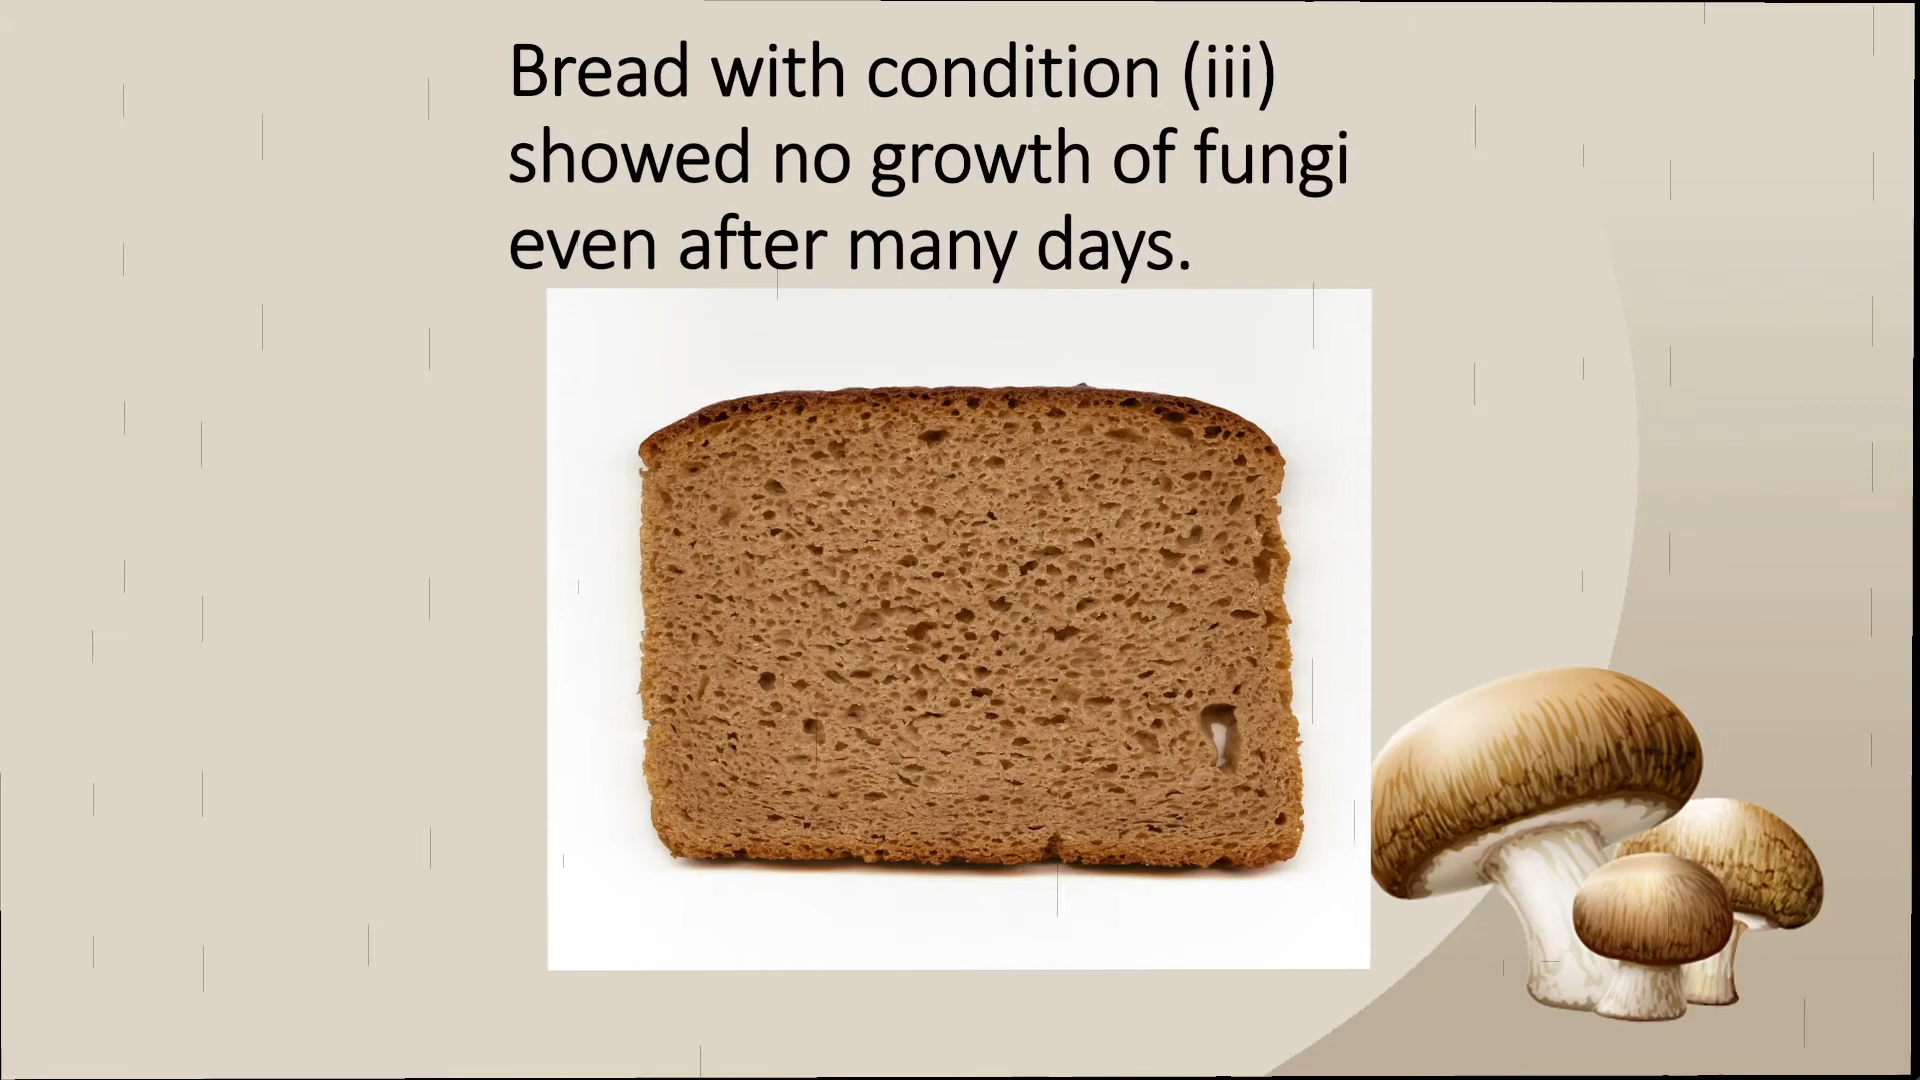 Bread with condition (iii)
showed no growth of fungi
even after many days.